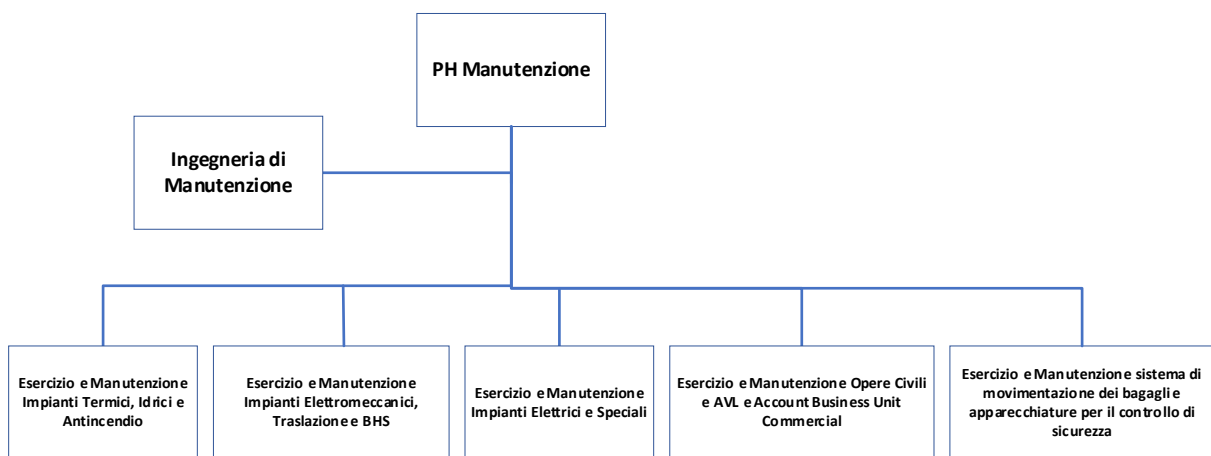 PH Manutenzione
Ingegneria di
Manutenzione
Esercizio e Manutenzione
Impianti Termici, Idrici e
Antincendio
Esercizio e Manutenzione
Impianti Elettromeccanici,
Traslazione e BHS
Esercizio e Manutenzione
Impianti Elettrici e Speciali
Esercizio e Manutenzione Opere Civili
e AVL e Account Business Unit
Commercial
Esercizio e Manutenzione sistema di
movimentazione dei bagagli e
apparecchiature per il controllo di
sicurezza